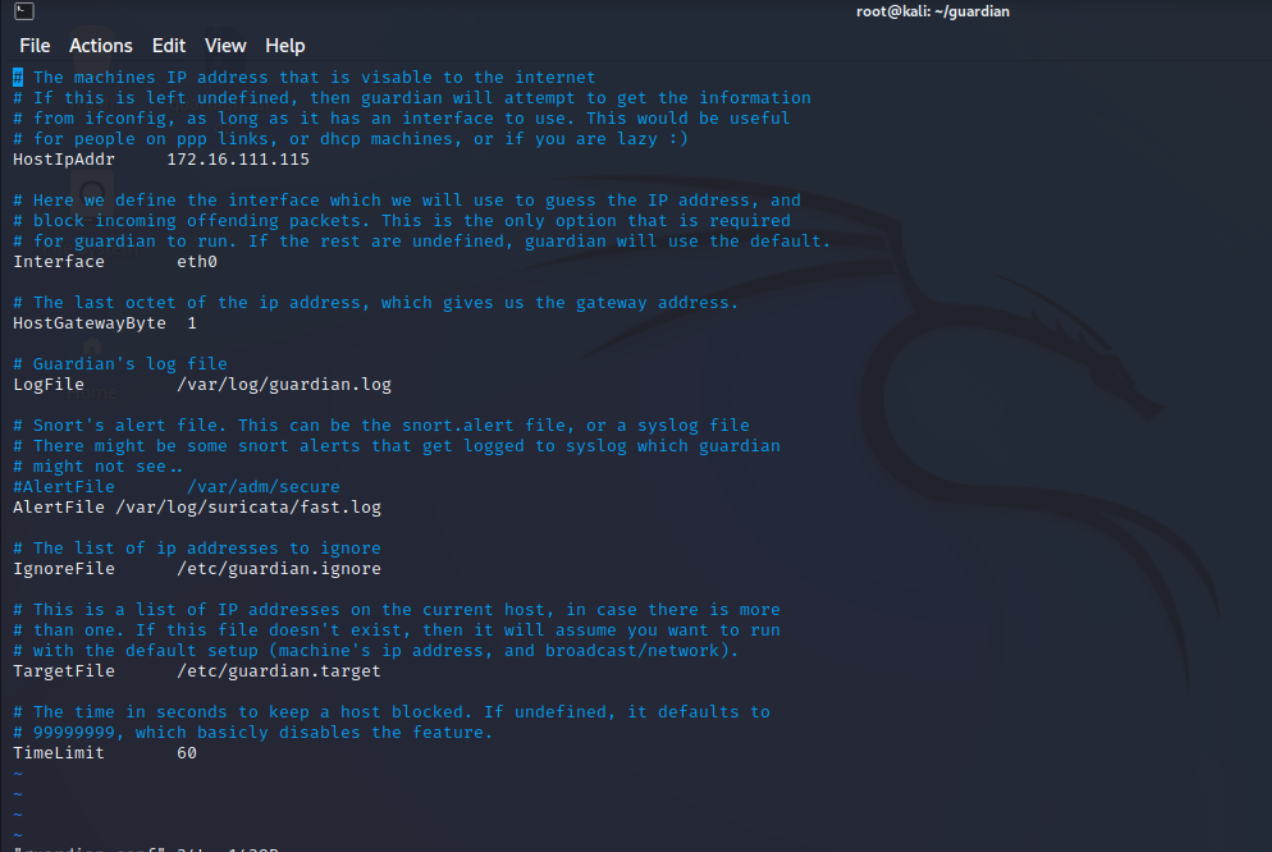 root@kali: ~/guardian
File Actions Edit View Help
# The machines IP address that is visable to the internet
# If this is left undefined, then guardian will attempt to get the information
# from ifconfig, as long as it has an interface to use. This would be useful
# for people on ppp links, or dhcp machines, or if you are lazy :)
HostIpAddr 172.16.111.115
# Here we define the interface which we will use to guess the IP address, and
# block incoming offending packets. This is the only option that is required
# for guardian to run. If the rest are undefined, guardian will use the default.
Interface eth0
# The last octet of the ip address, which gives us the gateway address.
HostGatewayByte 1
# Guardian's log file
LogFile /var/log/guardian.log
# Snort's alert file. This can be the snort.alert file, or a syslog file
# There might be some snort alerts that get logged to syslog which guardian
# might not see..
#AlertFile /var/adm/secure
AlertFile /var/log/suricata/fast.log
# The list of ip addresses to ignore
IgnoreFile /etc/guardian.ignore
# This is a list of IP addresses on the current host, in case there is more
# than one. If this file doesn't exist, then it will assume you want to run
# with the default setup (machine's ip address, and broadcast/network).
TargetFile /etc/guardian.target
# The time in seconds to keep a host blocked. If undefined, it defaults to
# 99999999, which basicly disables the feature.
TimeLimit 60
~
~
~
~